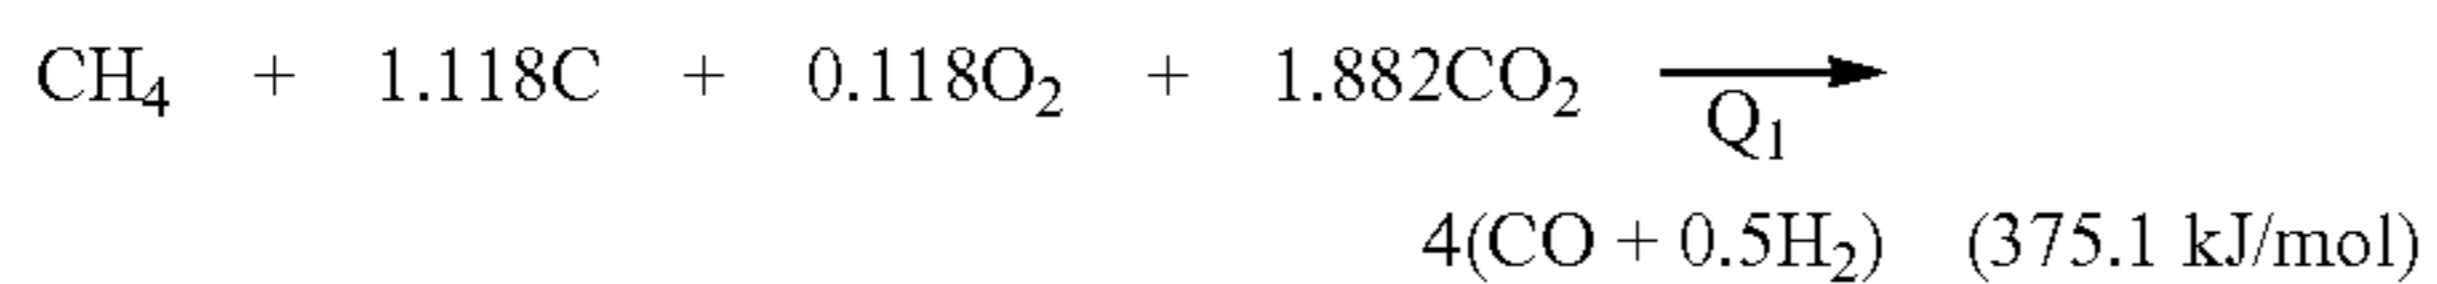 CH₄ + 1.118C + 0.118O₂ + 1.882CO₂ ⟶ Q₁
4(CO + 0.5H₂) (375.1 kJ/mol)